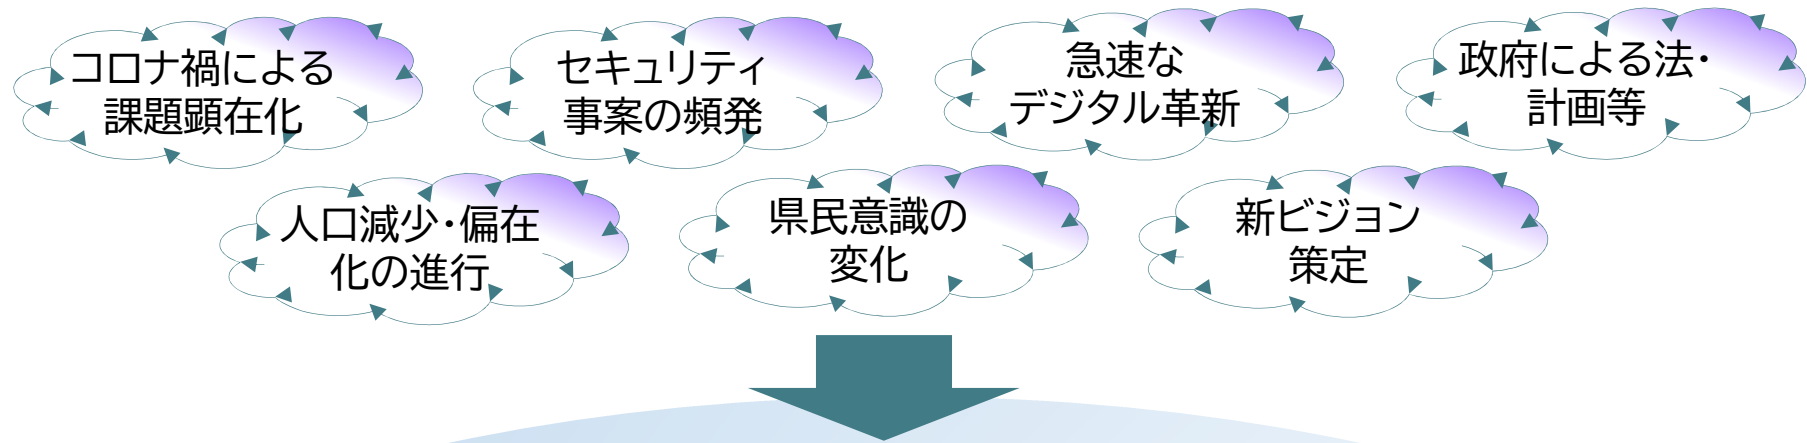 コロナ禍による
課題顕在化
セキュリティ
事案の頻発
急速な
デジタル革新
政府による法・
計画等
人口減少・偏在
化の進行
県民意識の
変化
新ビジョン
策定